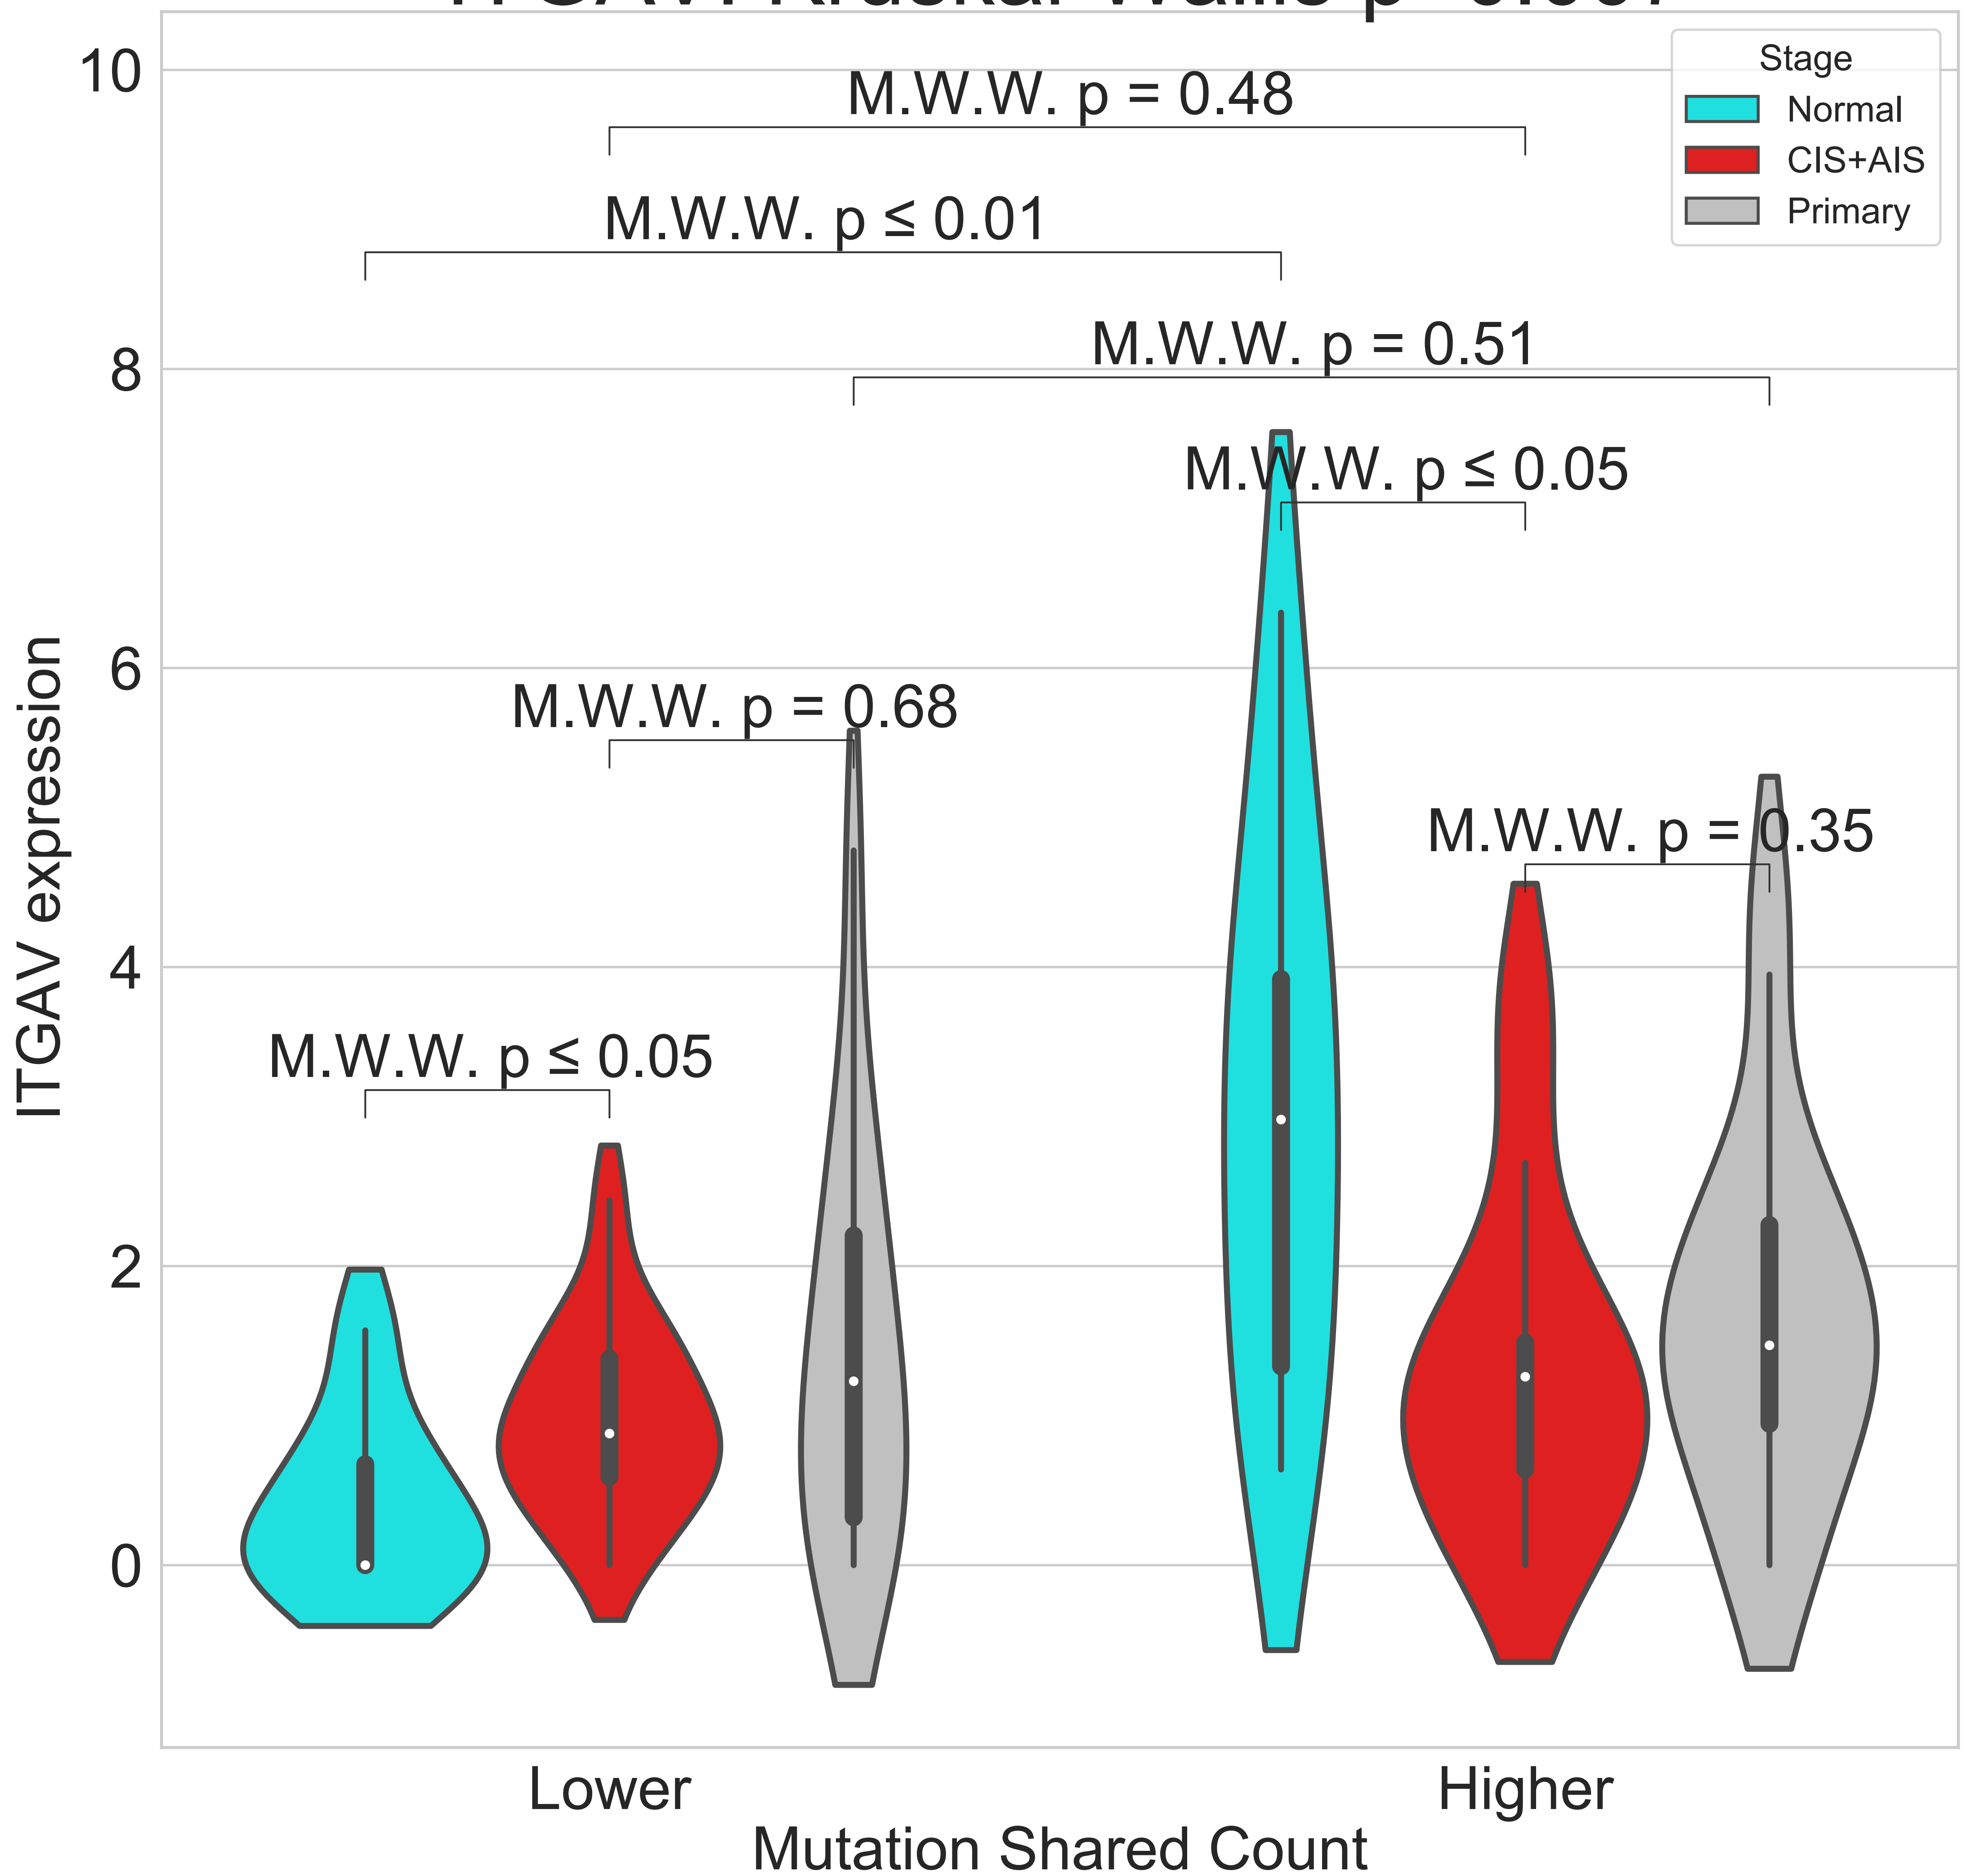 10
8
6
4
2
0
ITGAV expression
Stage
Normal
CIS+AIS
Primary
M.W.W. p = 0.48
M.W.W. p ≤ 0.01
M.W.W. p = 0.51
M.W.W. p ≤ 0.05
M.W.W. p = 0.68
M.W.W. p = 0.35
M.W.W. p ≤ 0.05
Lower
Higher
Mutation Shared Count